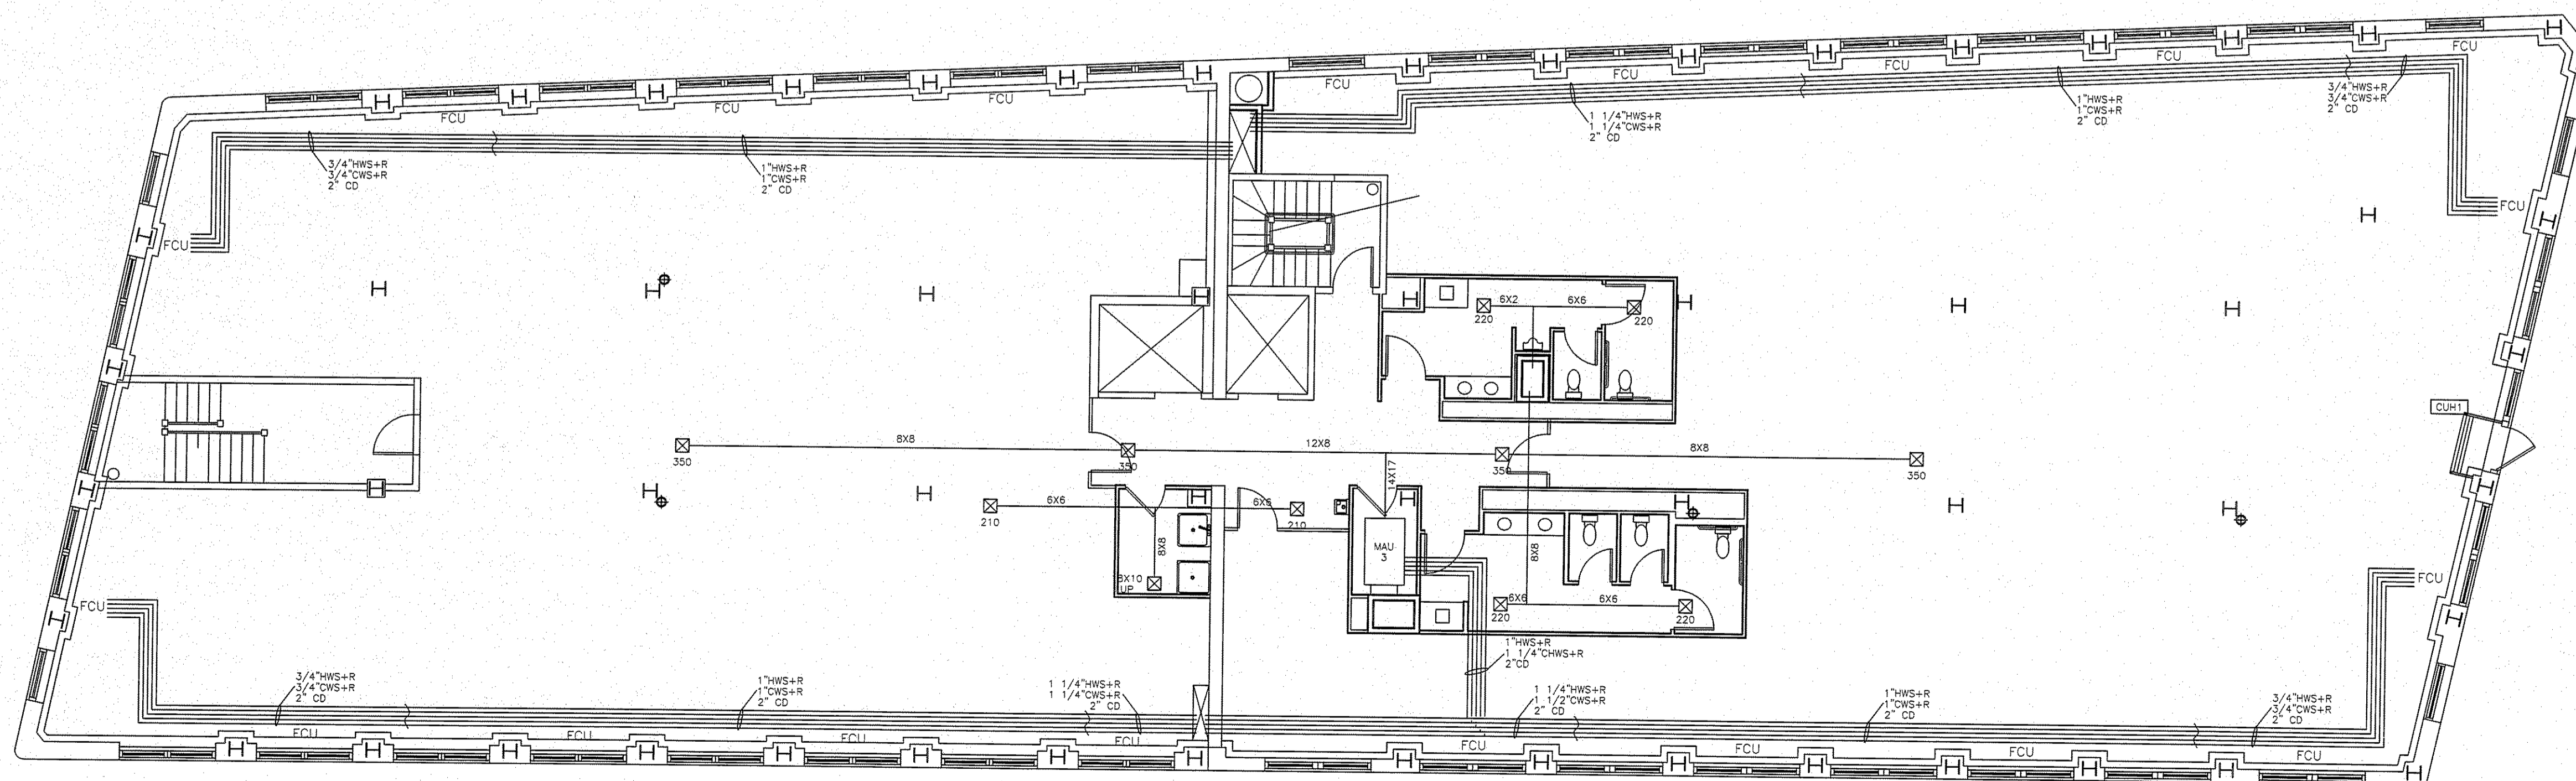 FCU
FCU
FCU
FCU
FCU
FCU
FCU
FCU
3/4"HWS+R
3/4"CWS+R
2" CD
1"HWS+R
1"CWS+R
2" CD
1 1/4"HWS+R
1 1/4"CWS+R
2" CD
1"HWS+R
1"CWS+R
2" CD
3/4"HWS+R
3/4"CWS+R
2" CD
FCU
FCU
6X2
6X6
220
220
CUH1
8X8
12X8
8X8
350
350
350
350
14X17
6X6
6X6
210
210
8X8
8X10
UP
MAU
3
8X8
6X6
6X6
220
220
FCU
FCU
1"HWS+R
1 1/4"CHWS+R
2"CD
3/4"HWS+R
3/4"CWS+R
2" CD
1"HWS+R
1"CWS+R
2" CD
1 1/4"HWS+R
1 1/4"CWS+R
2" CD
1 1/4"HWS+R
1 1/2"CWS+R
2" CD
1"HWS+R
1"CWS+R
2" CD
3/4"HWS+R
3/4"CWS+R
2" CD
FCU
FCU
FCU
FCU
FCU
FCU
FCU
FCU